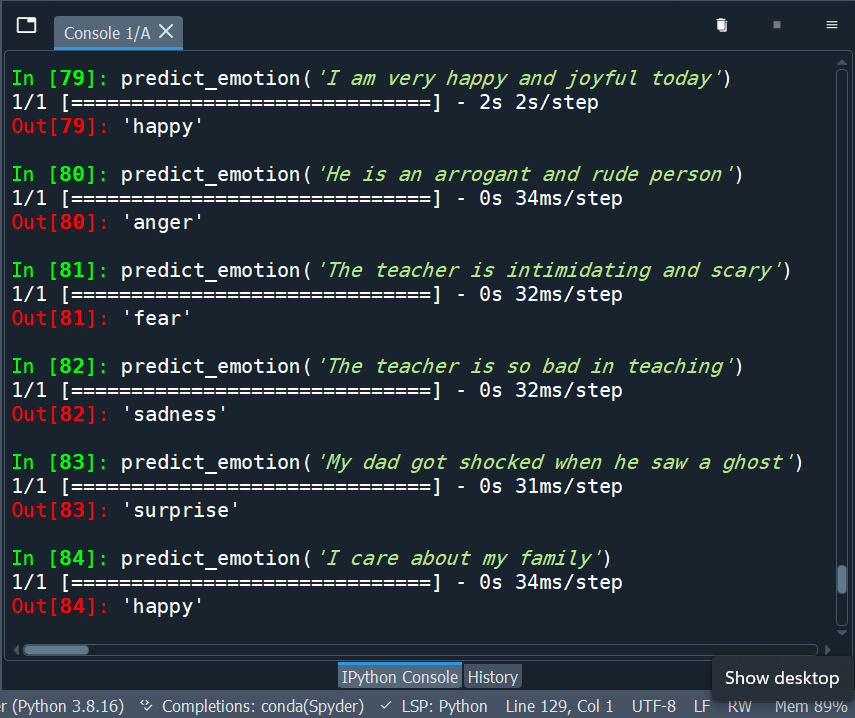 Console 1/A
In [79]: predict_emotion('I am very happy and joyful today')
1/1 [==============================] - 2s 2s/step
Out[79]: 'happy'
In [80]: predict_emotion('He is an arrogant and rude person')
1/1 [==============================] - 0s 34ms/step
Out[80]: 'anger'
In [81]: predict_emotion('The teacher is intimidating and scary')
1/1 [==============================] - 0s 32ms/step
Out[81]: 'fear'
In [82]: predict_emotion('The teacher is so bad in teaching')
1/1 [==============================] - 0s 32ms/step
Out[82]: 'sadness'
In [83]: predict_emotion('My dad got shocked when he saw a ghost')
1/1 [==============================] - 0s 31ms/step
Out[83]: 'surprise'
In [84]: predict_emotion('I care about my family')
1/1 [==============================] - 0s 34ms/step
Out[84]: 'happy'
IPython Console History
Show desktop
r (Python 3.8.16) Completions: conda(Spyder) ✓ LSP: Python Line 129, Col 1 UTF-8 LF RW Mem 89%